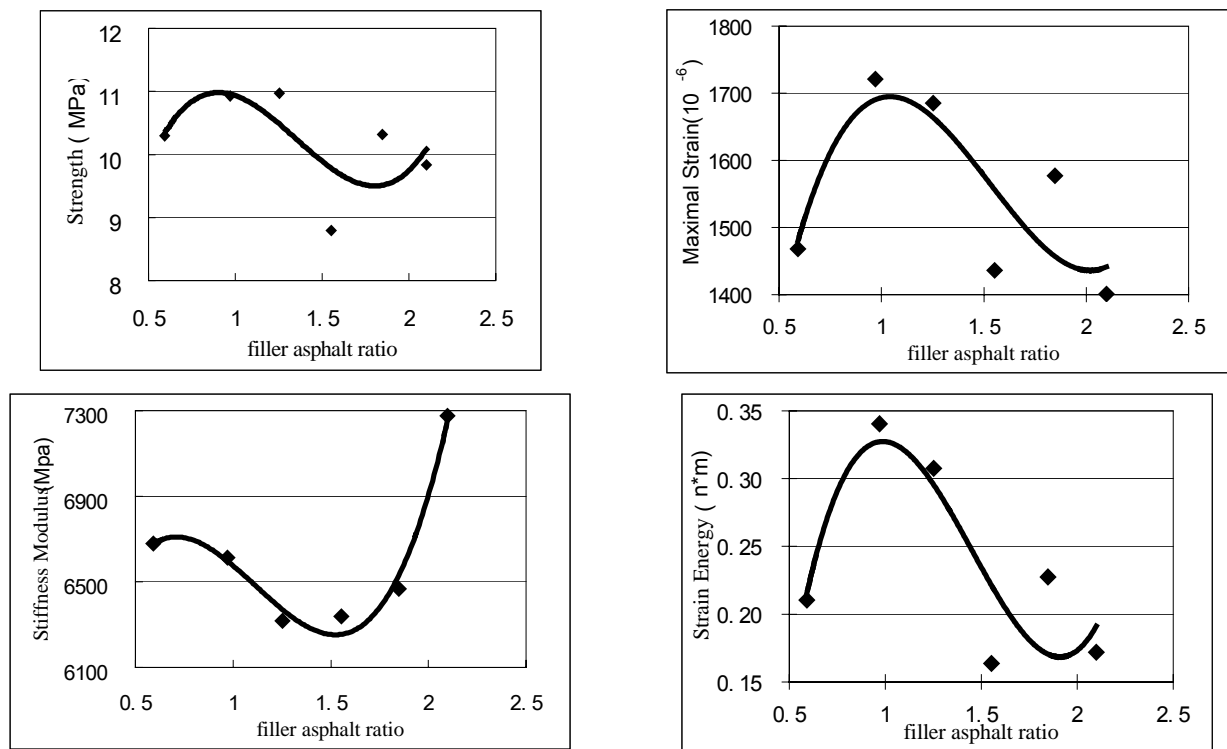 12
11
10
9
8
Strength ( MPa)
0. 5 1 1. 5 2 2. 5
filler asphalt ratio
1800
1700
1600
1500
1400
Maximal Strain(10 -6)
0. 5 1 1. 5 2 2. 5
filler asphalt ratio
7300
6900
6500
6100
Stiffness Modulus(Mpa)
0. 5 1 1. 5 2 2. 5
filler asphalt ratio
0. 35
0. 30
0. 25
0. 20
0. 15
Strain Energy ( n*m)
0. 5 1 1. 5 2 2. 5
filler asphalt ratio